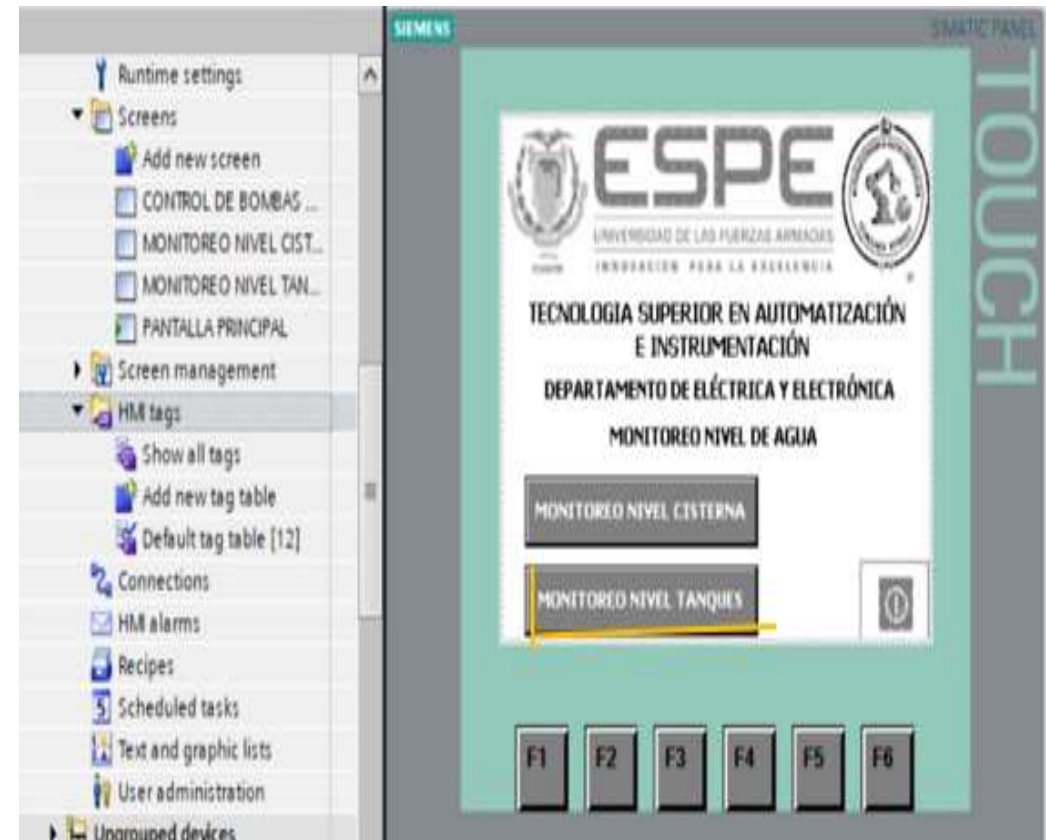 Runtime settings
Screens
Add new screen
CONTROL DE BOMBAS ...
MONITOREO NIVEL CIST...
MONITOREO NIVEL TAN...
PANTALLA PRINCIPAL
Screen management
HMI tags
Show all tags
Add new tag table
Default tag table [12]
Connections
HMI alarms
Recipes
Scheduled tasks
Text and graphic lists
User administration
Ungrouped devices
SIEMENS
SIMATIC PANEL
TOUCH
ESPE
UNIVERSIDAD DE LAS FUERZAS ARMADAS
INNOVACIÓN PARA LA EXCELENCIA
TECNOLOGIA SUPERIOR EN AUTOMATIZACIÓN
E INSTRUMENTACIÓN
DEPARTAMENTO DE ELÉCTRICA Y ELECTRÓNICA
MONITOREO NIVEL DE AGUA
MONITOREO NIVEL CISTERNA
MONITOREO NIVEL TANQUES
F1 F2 F3 F4 F5 F6